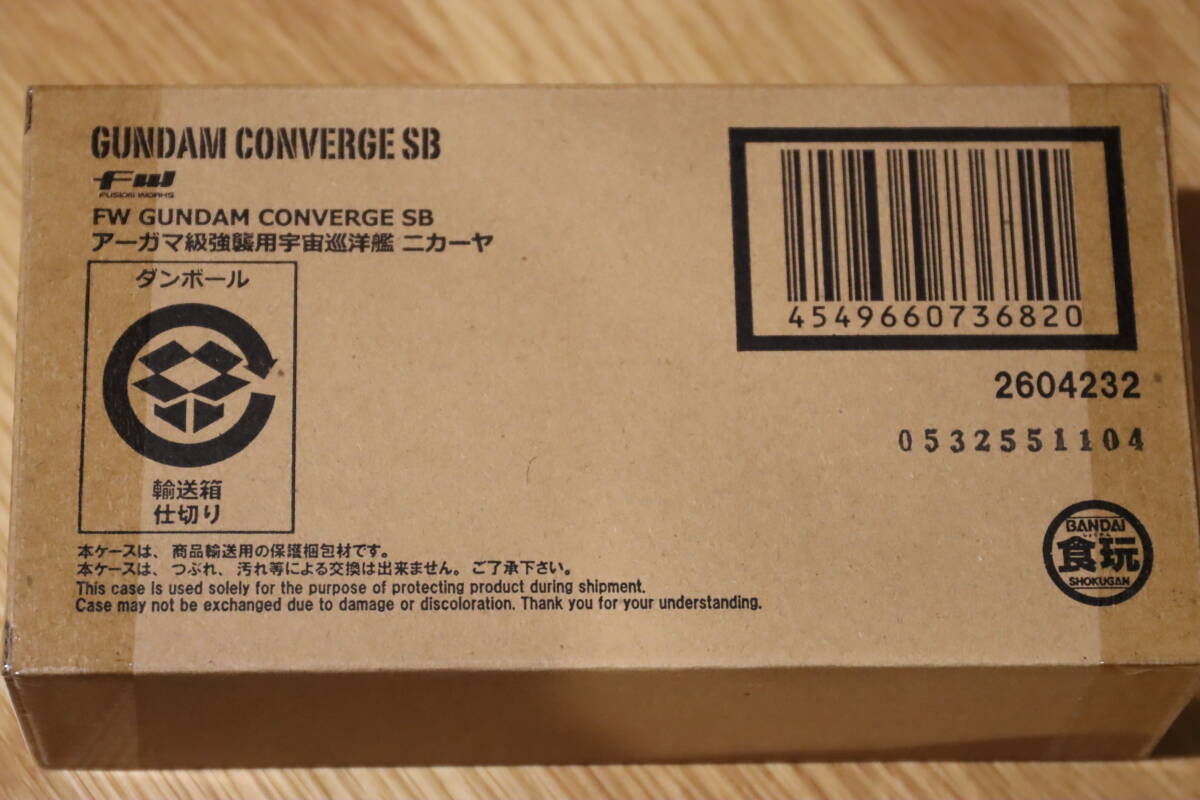 GUNDAM CONVERGE SB
FW
FUSION WORKS
FW GUNDAM CONVERGE SB
アーガマ級強襲用宇宙巡洋艦 ニカーヤ
ダンボール
輸送箱
仕切り
4549660736820
2604232
0532551104
本ケースは、商品輸送用の保護梱包材です。
本ケースは、つぶれ、汚れ等による交換は出来ません。ご了承下さい。
This case is used solely for the purpose of protecting product during shipment.
Case may not be exchanged due to damage or discoloration. Thank you for your understanding.
BANDAI
しょくがん
食玩
SHOKUGAN